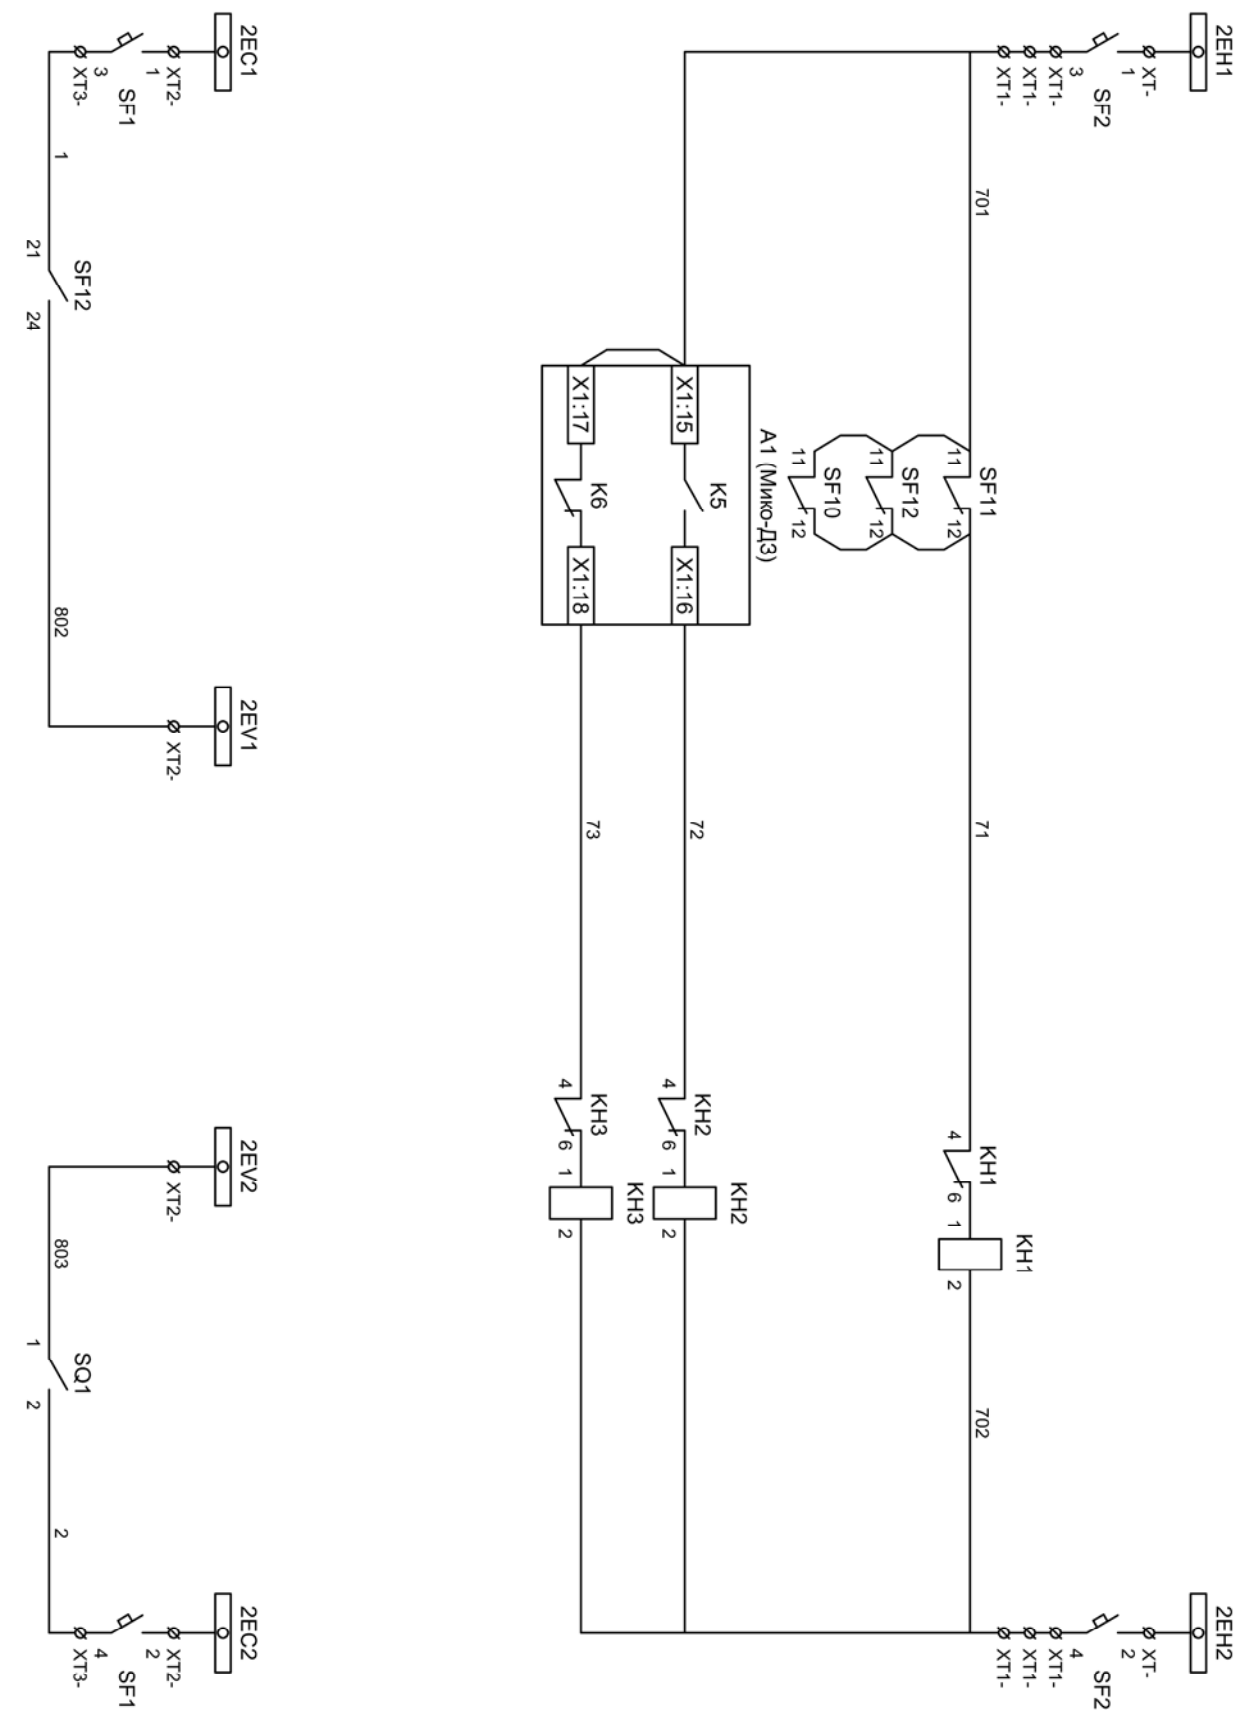 2EH1
XT-
1
SF2
3
XT1-
XT1-
XT1-
701
SF11
11
12
SF12
11
12
SF10
11
12
71
KH1
4
6
KH1
1
2
702
2EH2
XT-
2
SF2
4
XT1-
XT1-
XT1-
A1 (Мико-Д3)
X1:15
K5
X1:16
72
KH2
4
6
KH2
1
2
X1:17
K6
X1:18
73
KH3
4
6
KH3
1
2
2EC1
XT2-
1
SF1
3
XT3-
1
SF12
21
24
802
2EV1
XT2-
2EV2
XT2-
803
SQ1
1
2
2
2EC2
XT2-
2
SF1
4
XT3-